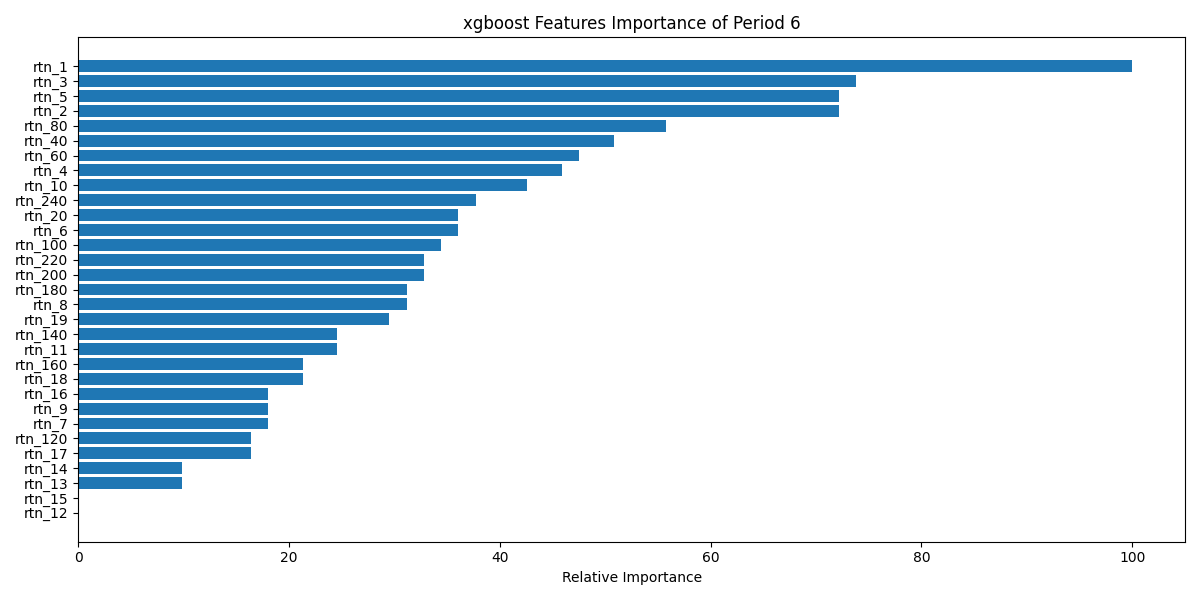 xgboost Features Importance of Period 6
rtn_1
rtn_3
rtn_5
rtn_2
rtn_80
rtn_40
rtn_60
rtn_4
rtn_10
rtn_240
rtn_20
rtn_6
rtn_100
rtn_220
rtn_200
rtn_180
rtn_8
rtn_19
rtn_140
rtn_11
rtn_160
rtn_18
rtn_16
rtn_9
rtn_7
rtn_120
rtn_17
rtn_14
rtn_13
rtn_15
rtn_12
0 20 40 60 80 100
Relative Importance